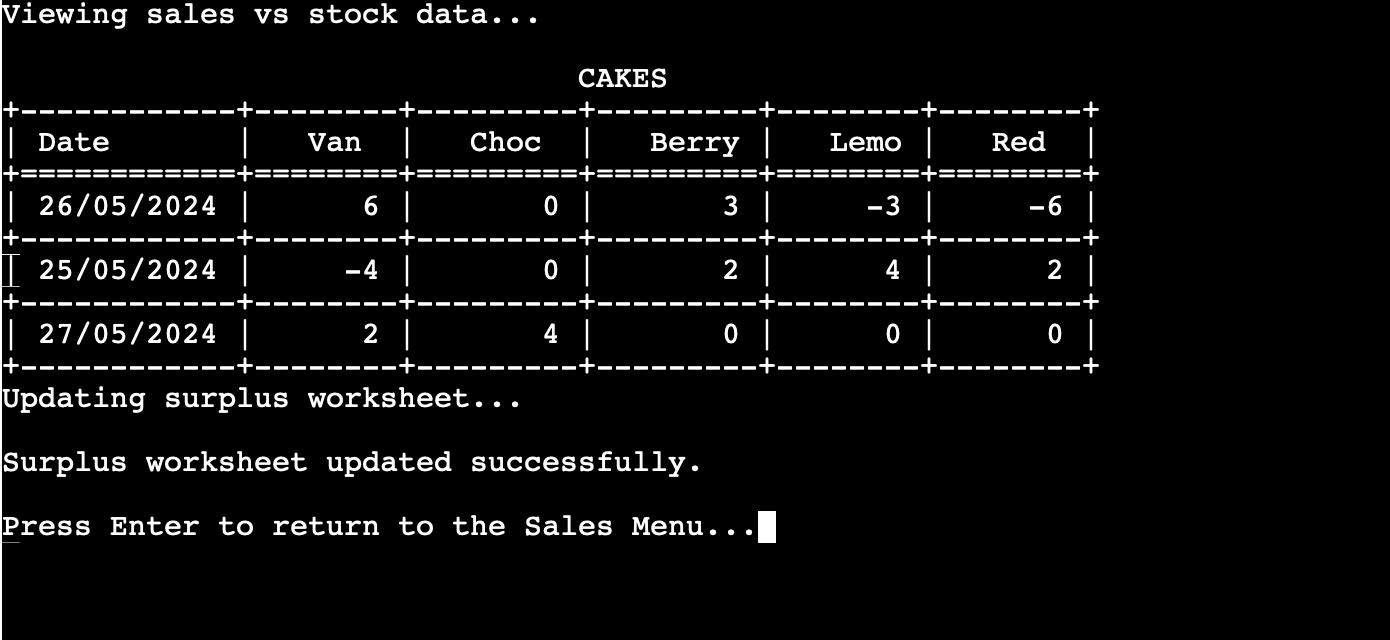 Viewing sales vs stock data...
CAKES
+------------+--------+---------+---------+--------+--------+
| Date       |   Van  |   Choc  |   Berry |   Lemo |   Red  |
+============+========+=========+=========+========+========+
| 26/05/2024 |      6 |       0 |       3 |     -3 |     -6 |
+------------+--------+---------+---------+--------+--------+
| 25/05/2024 |     -4 |       0 |       2 |      4 |      2 |
+------------+--------+---------+---------+--------+--------+
| 27/05/2024 |      2 |       4 |       0 |      0 |      0 |
+------------+--------+---------+---------+--------+--------+
Updating surplus worksheet...
Surplus worksheet updated successfully.
Press Enter to return to the Sales Menu...